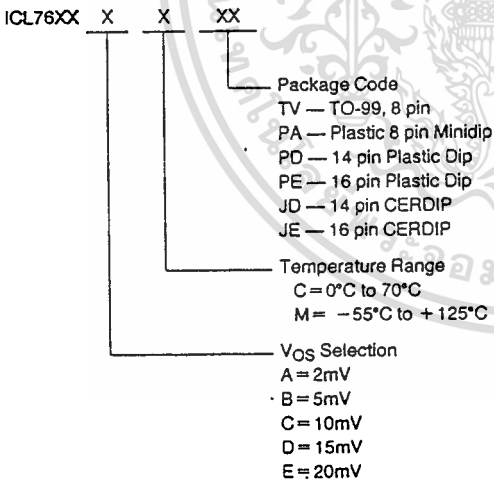 ICL76XX X X XX
Package Code
TV — TO-99, 8 pin
PA — Plastic 8 pin Minidip
PD — 14 pin Plastic Dip
PE — 16 pin Plastic Dip
JD — 14 pin CERDIP
JE — 16 pin CERDIP
Temperature Range
C = 0°C to 70°C
M = −55°C to +125°C
VOS Selection
A = 2mV
B = 5mV
C = 10mV
D = 15mV
E = 20mV